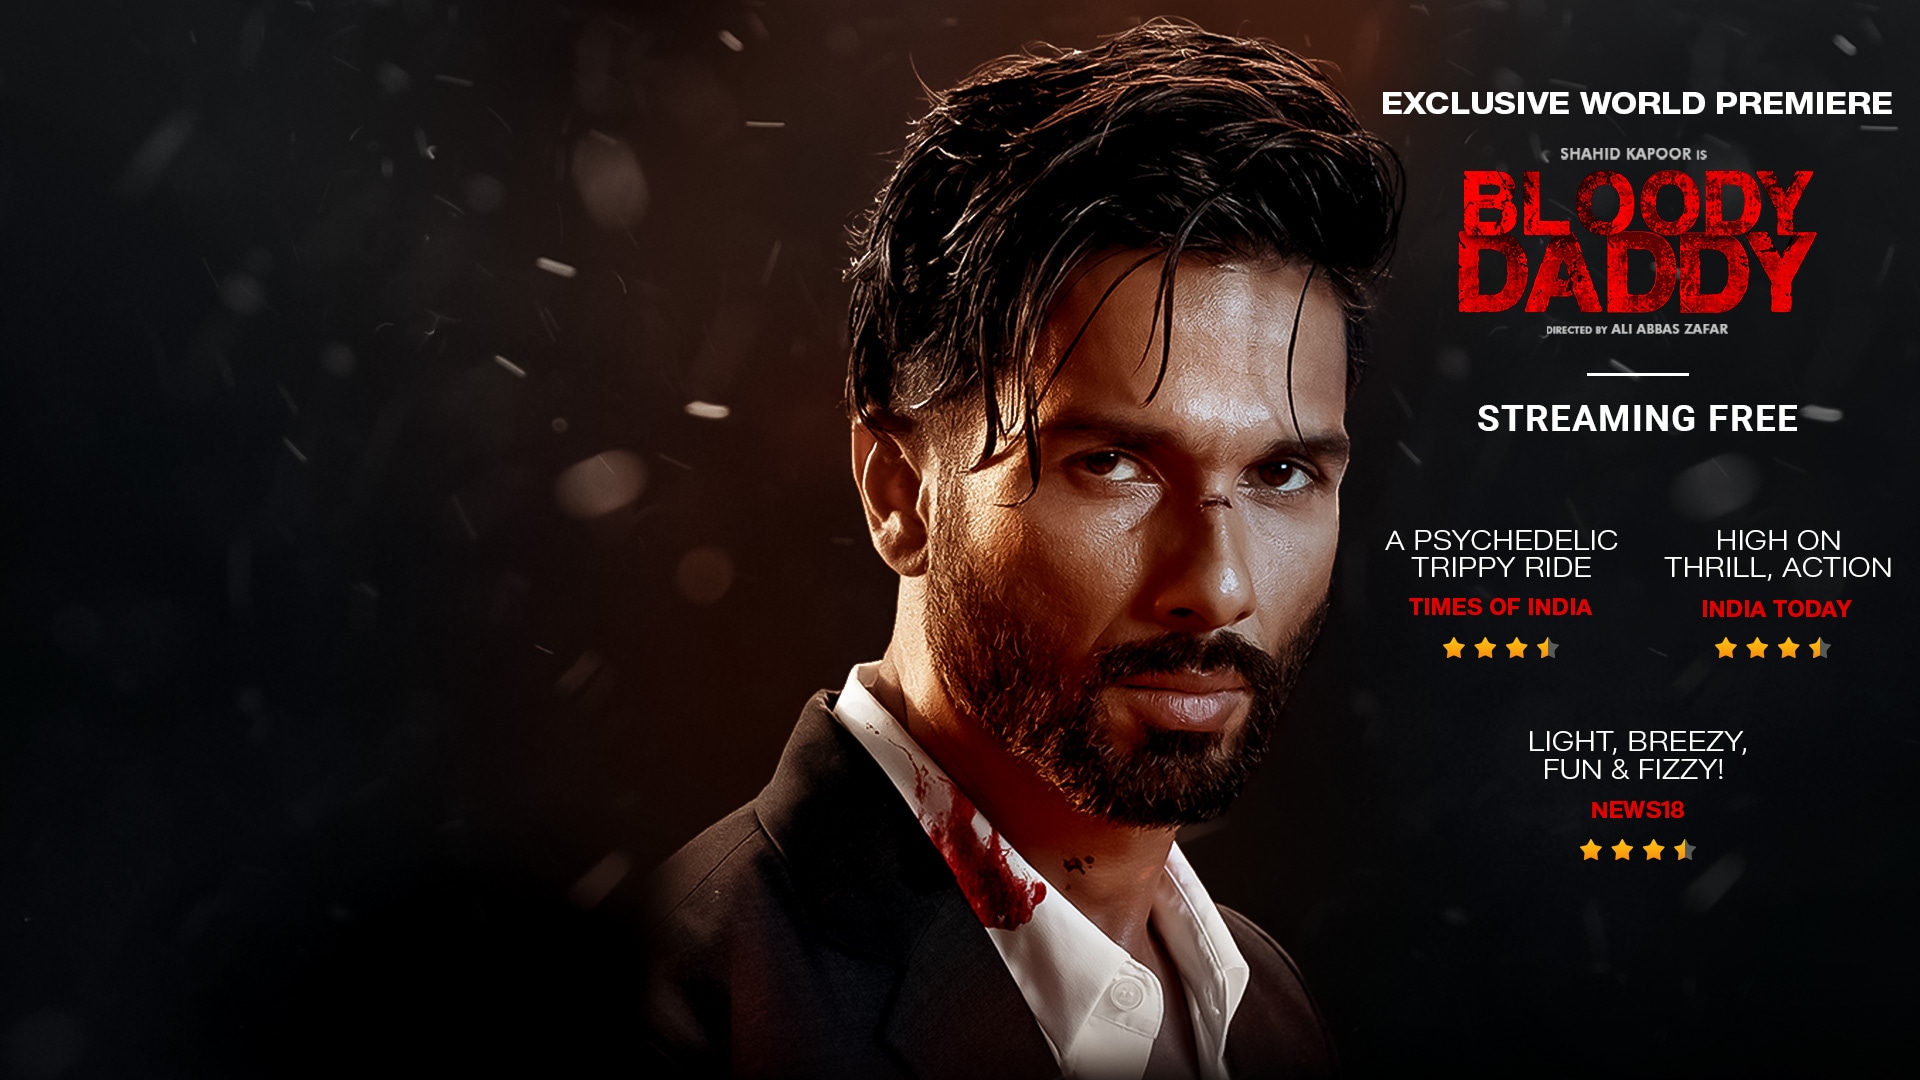 EXCLUSIVE WORLD PREMIERE
SHAHID KAPOOR IS
BLOODY
DADDY
DIRECTED BY ALI ABBAS ZAFAR
STREAMING FREE
A PSYCHEDELIC
TRIPPY RIDE
TIMES OF INDIA
HIGH ON
THRILL, ACTION
INDIA TODAY
LIGHT, BREEZY,
FUN & FIZZY!
NEWS18